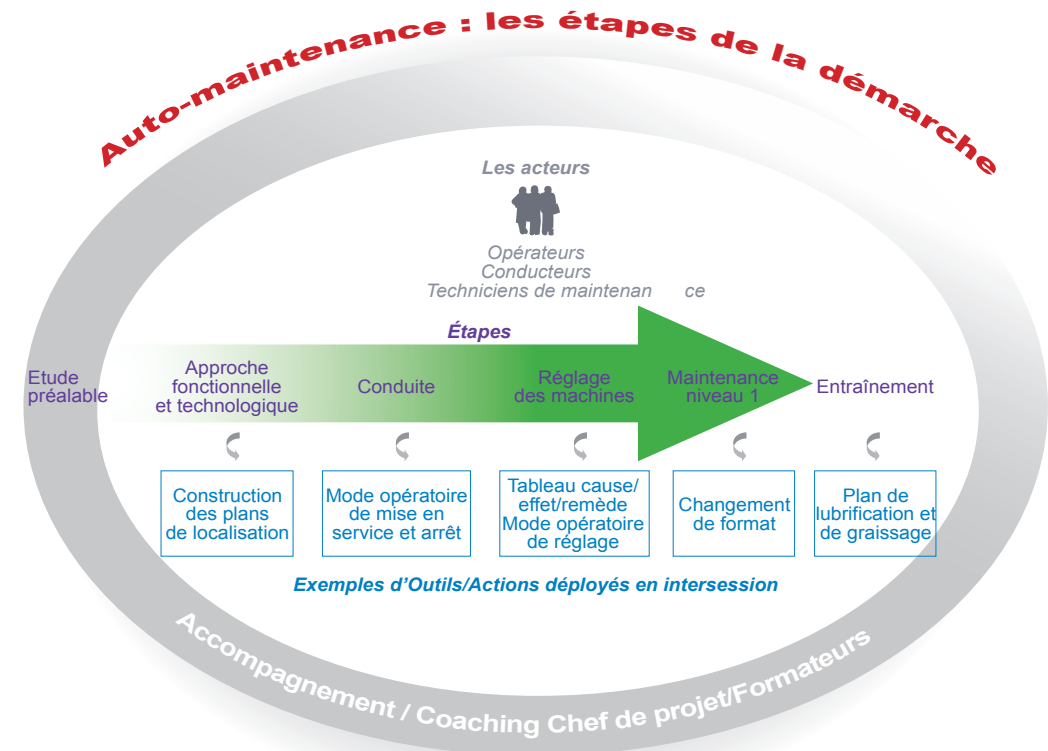 Auto-maintenance : les étapes de la démarche
Les acteurs
Opérateurs
Conducteurs
Techniciens de maintenan ce
Étapes
Etude
préalable
Approche
fonctionnelle
et technologique
Conduite
Réglage
des machines
Maintenance
niveau 1
Entraînement
Construction
des plans
de localisation
Mode opératoire
de mise en
service et arrêt
Tableau cause/
effet/remède
Mode opératoire
de réglage
Changement
de format
Plan de
lubrification et
de graissage
Exemples d'Outils/Actions déployés en intersession
Accompagnement / Coaching Chef de projet/Formateurs